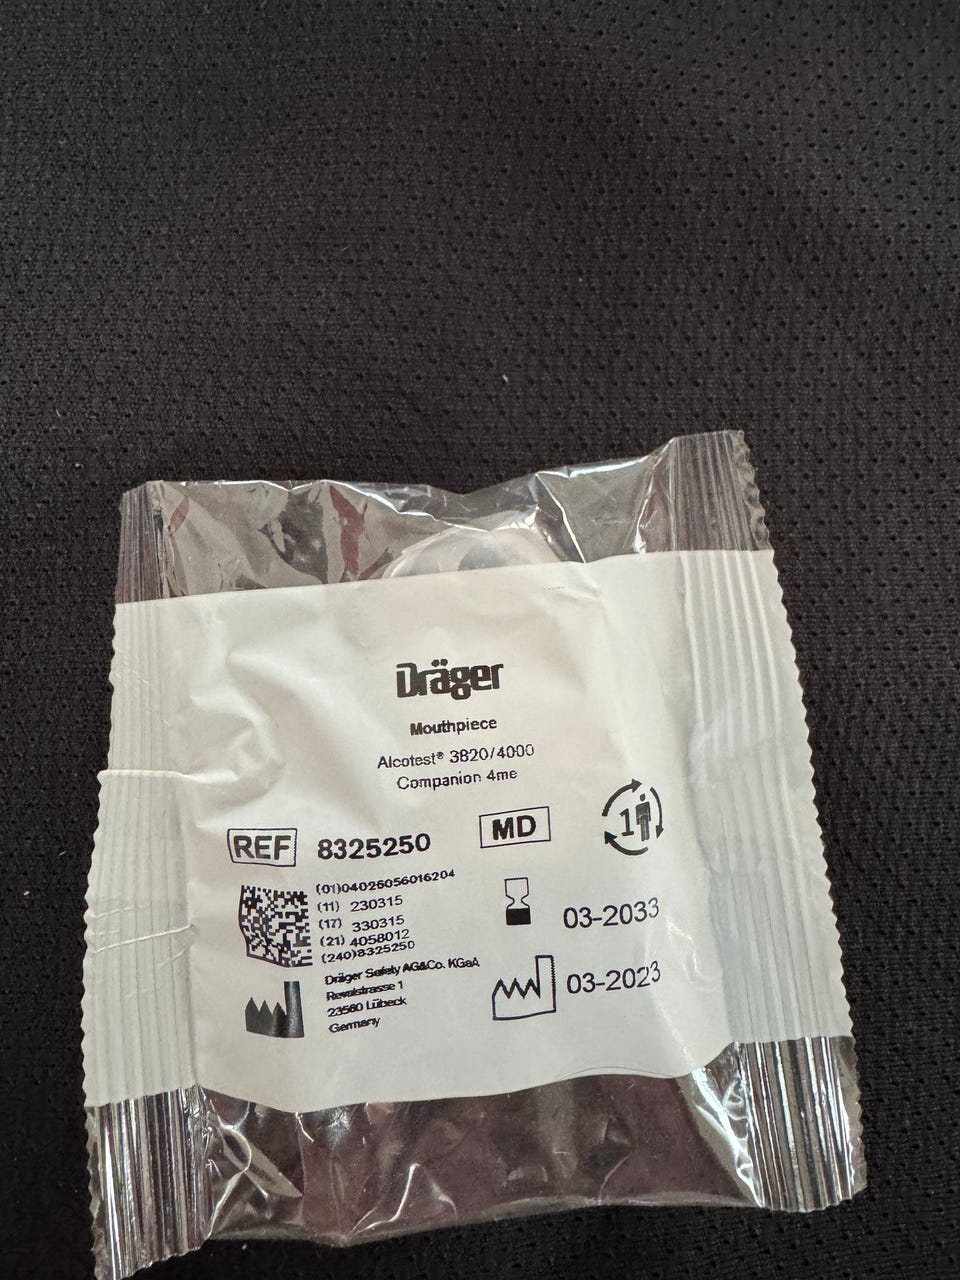 Dräger
Mouthpiece
Alcotest® 3820/4000
Companion 4me
REF 8325250 MD 1
(01)04026056016204
(11) 230315
(17) 330315
(21) 4058012
(240)8325250
03-2033
Dräger Safety AG&Co. KGaA
Revalstrasse 1
23560 Lübeck
Germany
03-2023